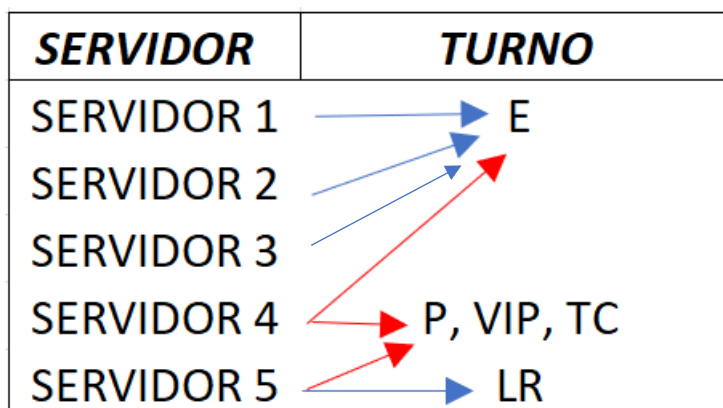 SERVIDOR TURNO
SERVIDOR 1 E
SERVIDOR 2
SERVIDOR 3
SERVIDOR 4 P, VIP, TC
SERVIDOR 5 LR